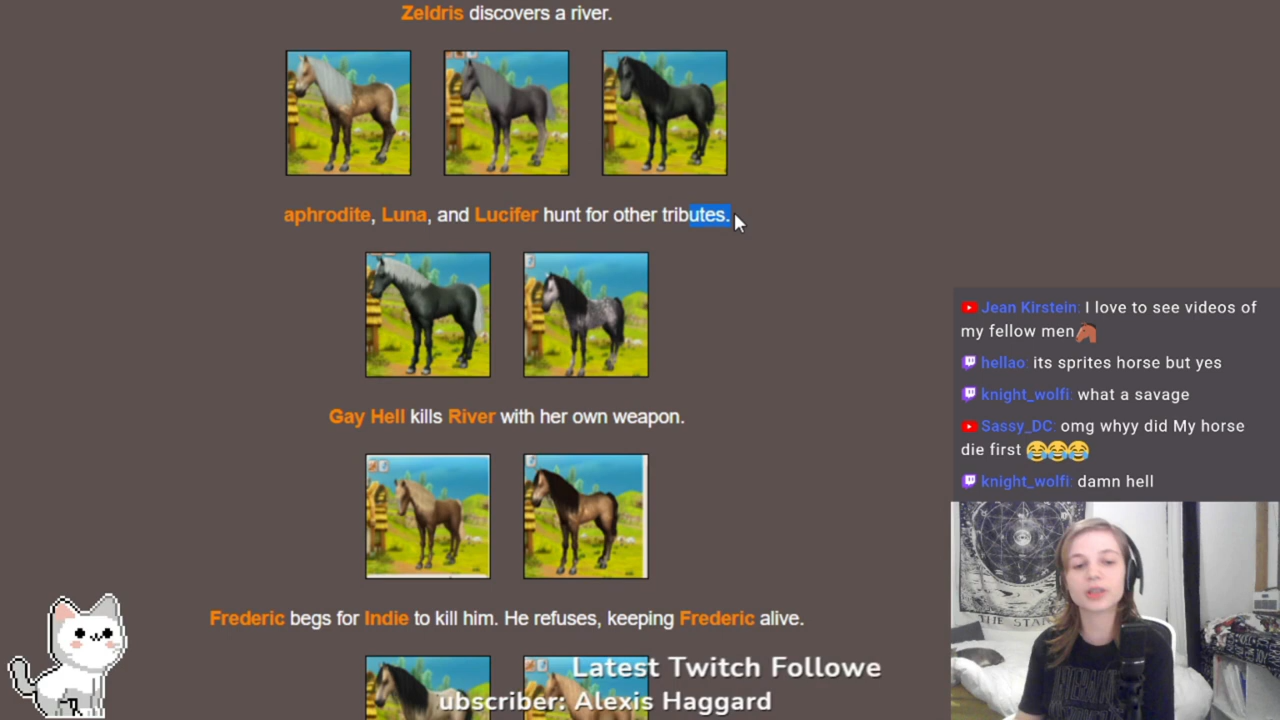 Zeldris discovers a river.
aphrodite, Luna, and Lucifer hunt for other tributes.
Gay Hell kills River with her own weapon.
Frederic begs for Indie to kill him. He refuses, keeping Frederic alive.
Jean Kirstein: I love to see videos of
my fellow men
hellao: its sprites horse but yes
knight_wolfi: what a savage
Sassy_DC: omg whyy did My horse
die first
knight_wolfi: damn hell
THE STAR
Latest Twitch Followe
ubscriber: Alexis Haggard